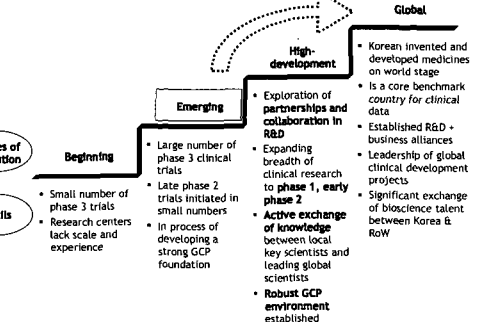 Global
High-
development
Emerging
Beginning
es of
ution
ils
• Small number of
phase 3 trials
• Research centers
lack scale and
experience
• Large number of
phase 3 clinical
trials
• Late phase 2
trials initiated in
small numbers
• In process of
developing a
strong GCP
foundation
• Exploration of
partnerships and
collaboration in
R&D
• Expanding
breadth of
clinical research
to phase 1, early
phase 2
• Active exchange
of knowledge
between local
key scientists and
leading global
scientists
• Robust GCP
environment
established
• Korean invented and
developed medicines
on world stage
• Is a core benchmark
country for clinical
data
• Established R&D +
business alliances
• Leadership of global
clinical development
projects
• Significant exchange
of bioscience talent
between Korea &
RoW